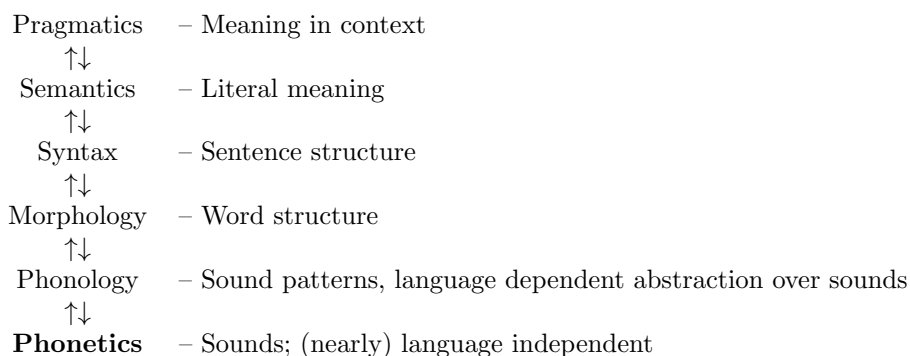 Pragmatics – Meaning in context
↑↓
Semantics – Literal meaning
↑↓
Syntax – Sentence structure
↑↓
Morphology – Word structure
↑↓
Phonology – Sound patterns, language dependent abstraction over sounds
↑↓
Phonetics – Sounds; (nearly) language independent